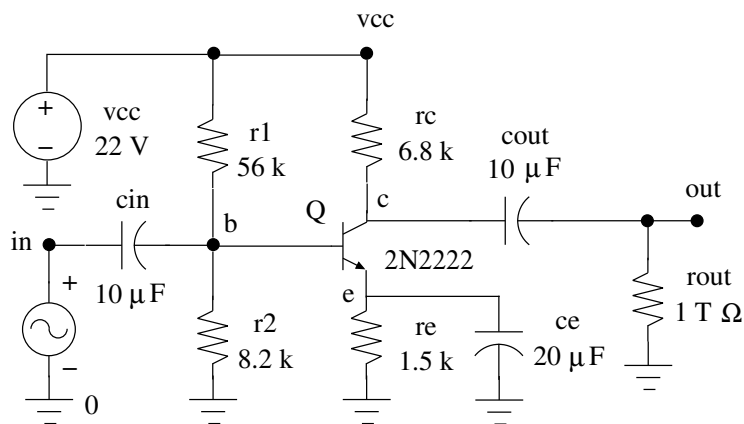 vcc
+
−
vcc
22 V
r1
56 k
rc
6.8 k
cout
10 μF
cin
in
b
Q
c
out
+
10 μF
2N2222
e
rout
1 T Ω
r2
8.2 k
re
1.5 k
ce
20 μF
−
0